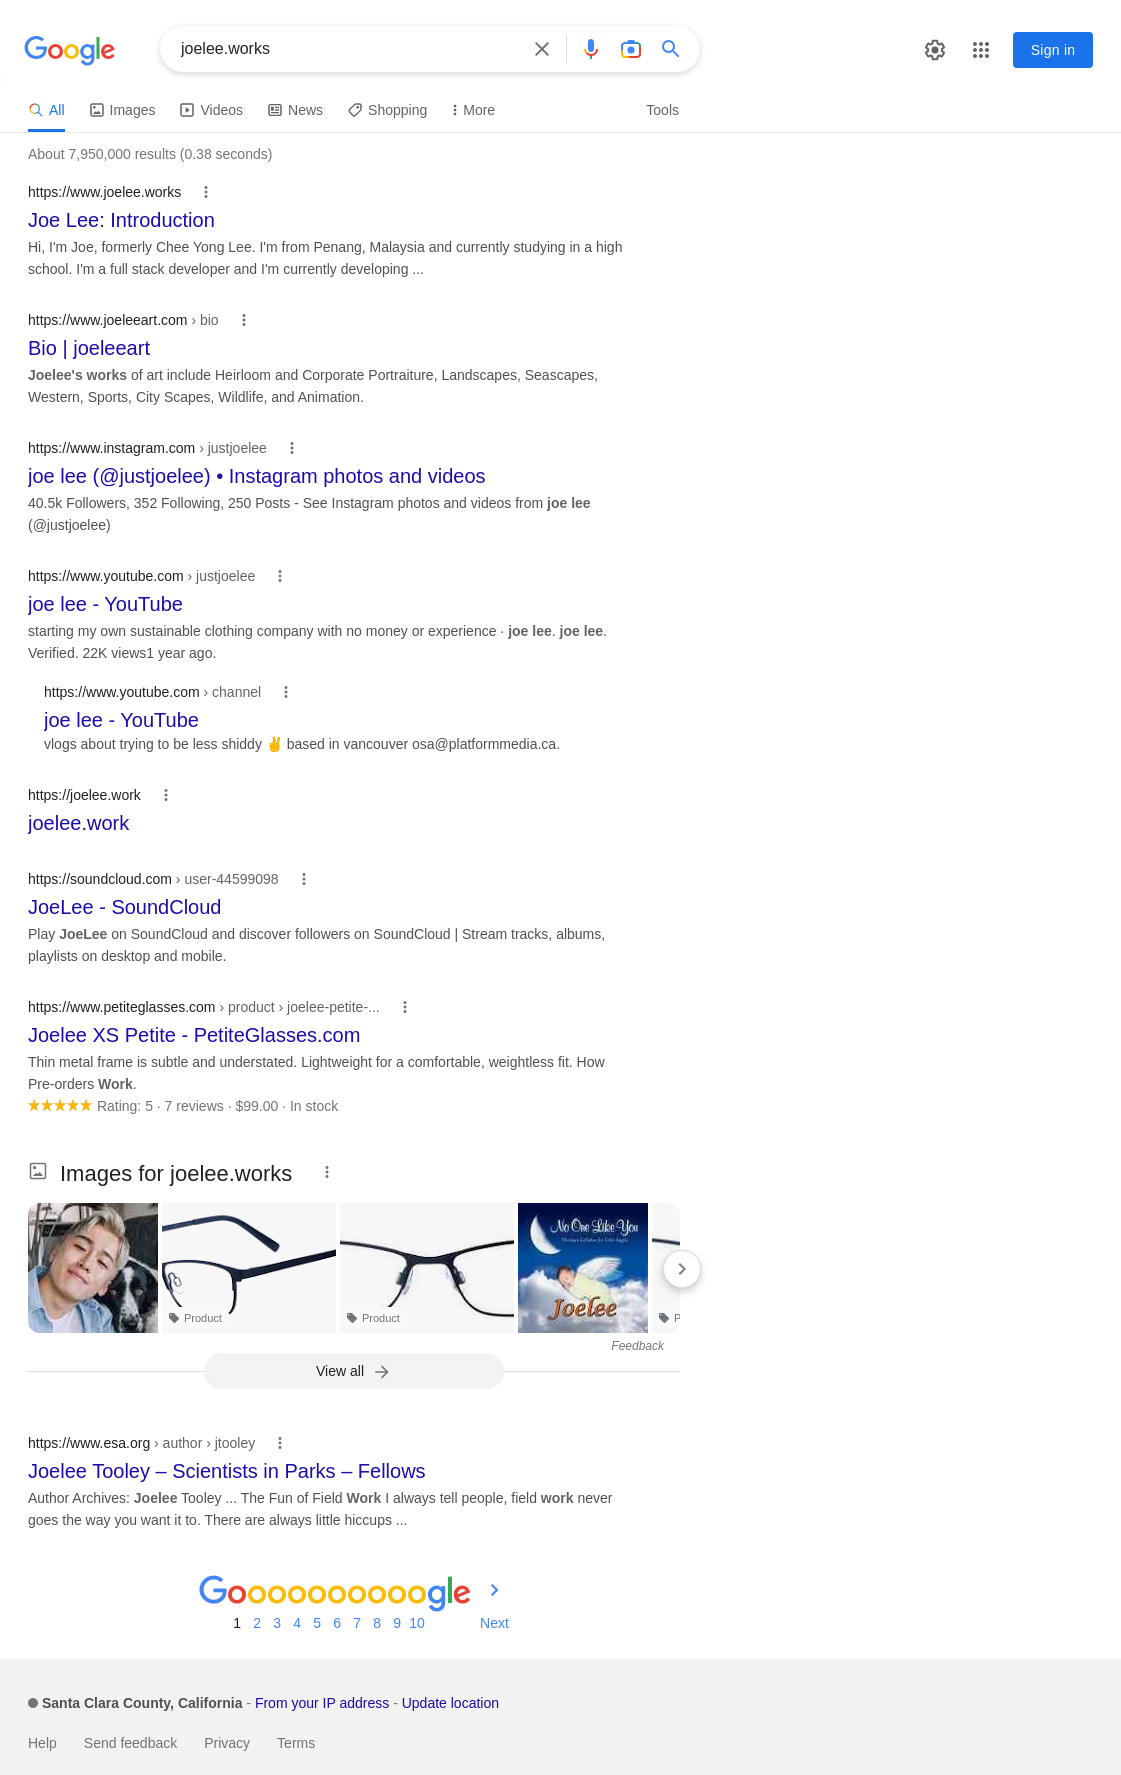 Google
joelee.works
Sign in
All
Images
Videos
News
Shopping
More
Tools
About 7,950,000 results (0.38 seconds)
https://www.joelee.works
Joe Lee: Introduction
Hi, I'm Joe, formerly Chee Yong Lee. I'm from Penang, Malaysia and currently studying in a high
school. I'm a full stack developer and I'm currently developing ...
https://www.joeleeart.com › bio
Bio | joeleeart
Joelee's works of art include Heirloom and Corporate Portraiture, Landscapes, Seascapes,
Western, Sports, City Scapes, Wildlife, and Animation.
https://www.instagram.com › justjoelee
joe lee (@justjoelee) • Instagram photos and videos
40.5k Followers, 352 Following, 250 Posts - See Instagram photos and videos from joe lee
(@justjoelee)
https://www.youtube.com › justjoelee
joe lee - YouTube
starting my own sustainable clothing company with no money or experience · joe lee. joe lee.
Verified. 22K views1 year ago.
https://www.youtube.com › channel
joe lee - YouTube
vlogs about trying to be less shiddy ✌️ based in vancouver osa@platformmedia.ca.
https://joelee.work
joelee.work
https://soundcloud.com › user-44599098
JoeLee - SoundCloud
Play JoeLee on SoundCloud and discover followers on SoundCloud | Stream tracks, albums,
playlists on desktop and mobile.
https://www.petiteglasses.com › product › joelee-petite-...
Joelee XS Petite - PetiteGlasses.com
Thin metal frame is subtle and understated. Lightweight for a comfortable, weightless fit. How
Pre-orders Work.
Rating: 5 · 7 reviews · $99.00 · In stock
Images for joelee.works
No One Like You
Christian Lullabies for Little Angels
Joelee
Product
Product
P
Feedback
View all
https://www.esa.org › author › jtooley
Joelee Tooley – Scientists in Parks – Fellows
Author Archives: Joelee Tooley ... The Fun of Field Work I always tell people, field work never
goes the way you want it to. There are always little hiccups ...
Goooooooooogle
1 2 3 4 5 6 7 8 9 10 Next
Santa Clara County, California - From your IP address - Update location
Help Send feedback Privacy Terms